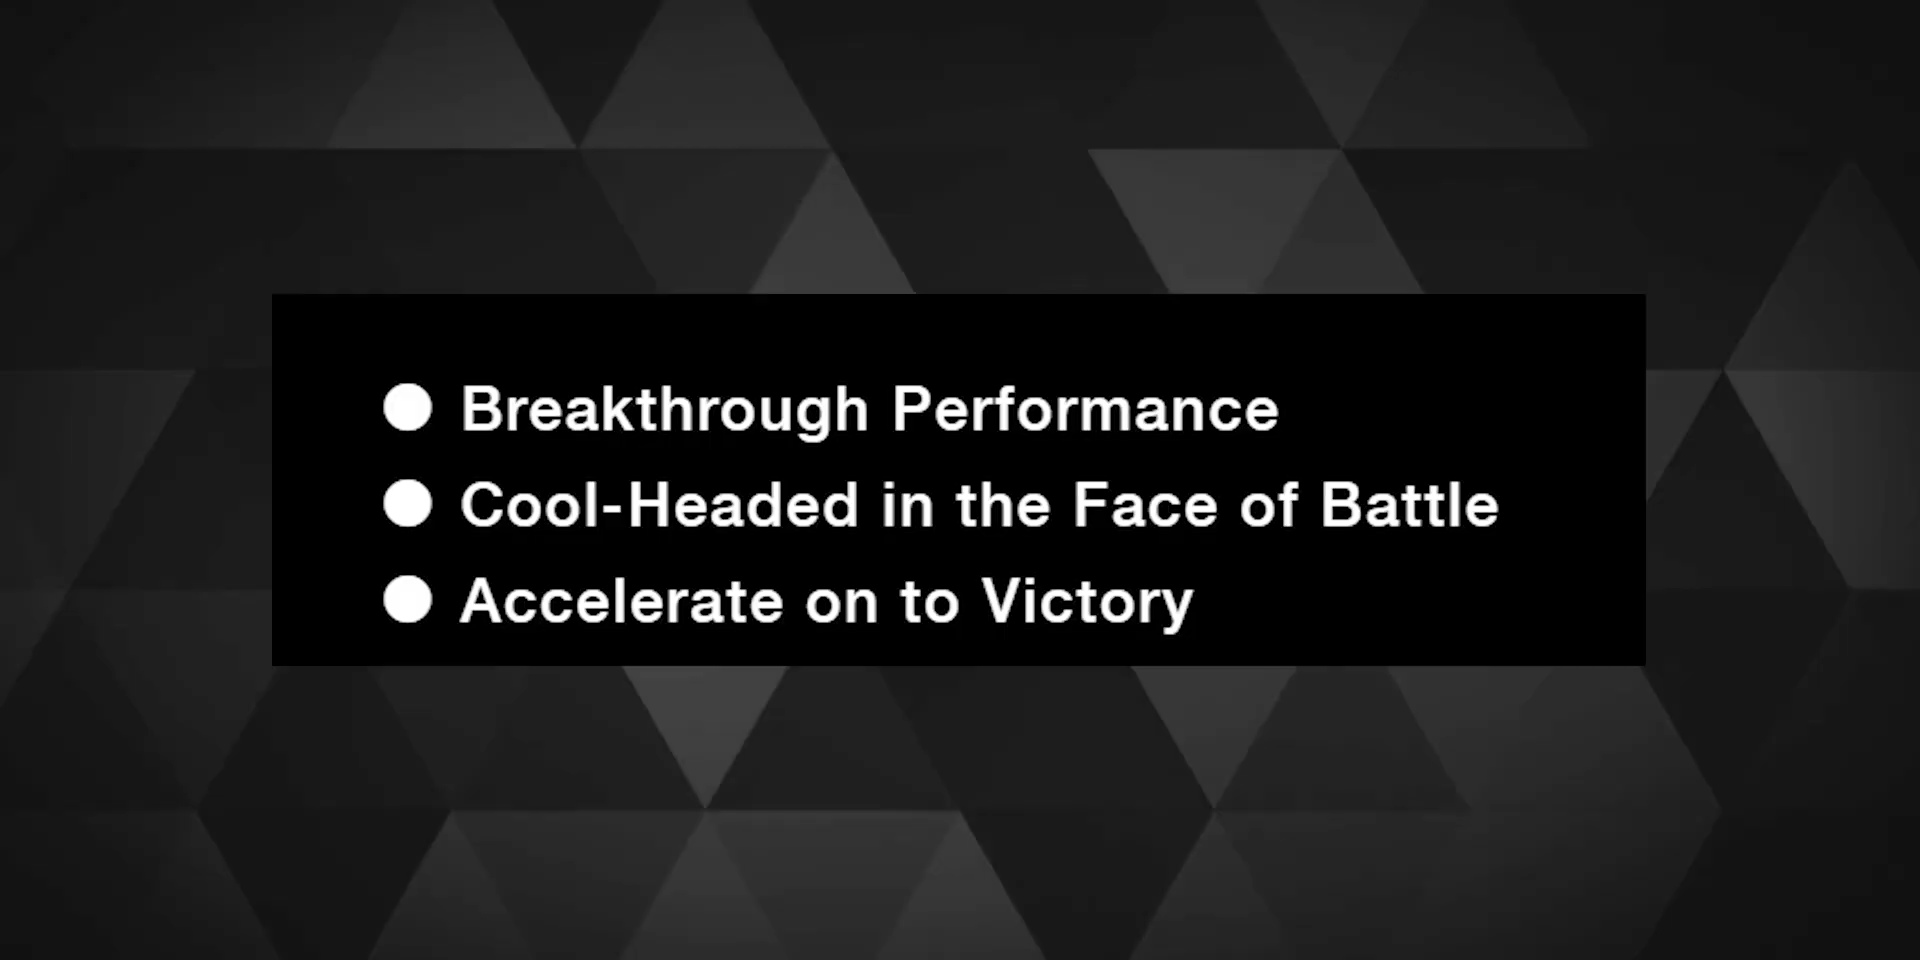 ● Breakthrough Performance
● Cool-Headed in the Face of Battle
● Accelerate on to Victory